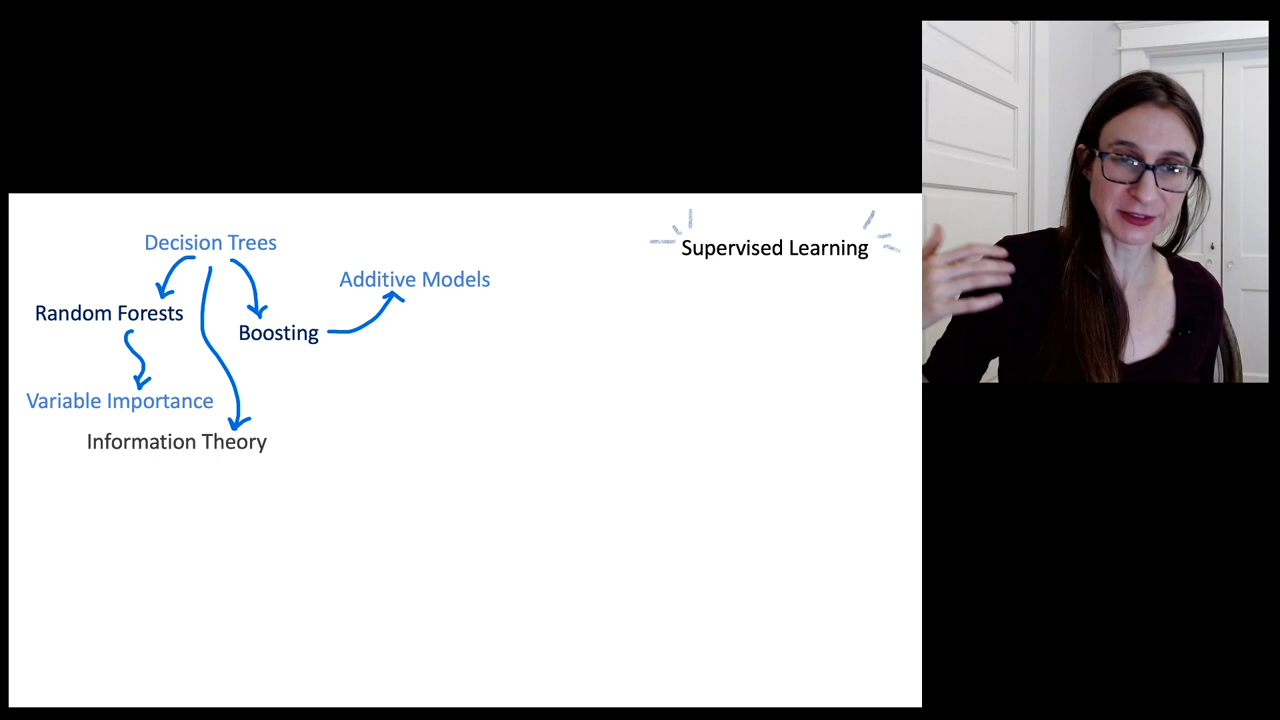 Decision Trees
Supervised Learning
Additive Models
Random Forests
Boosting
Variable Importance
Information Theory